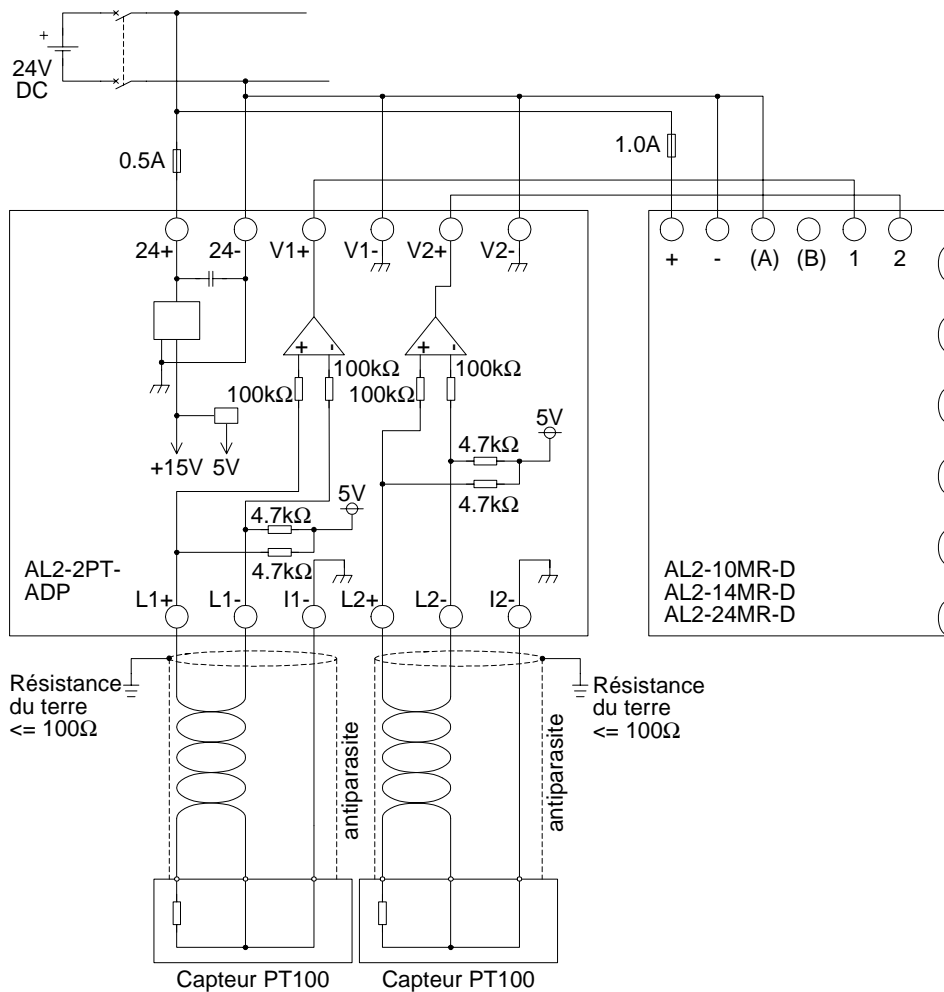 +
24V
DC
0.5A
1.0A
24+ 24- V1+ V1- V2+ V2-
+ - (A) (B) 1 2
+ - + -
100kΩ 100kΩ
100kΩ 100kΩ
5V
4.7kΩ
+15V 5V
5V
4.7kΩ
4.7kΩ
4.7kΩ
AL2-2PT-
ADP
AL2-10MR-D
AL2-14MR-D
AL2-24MR-D
L1+ L1- I1- L2+ L2- I2-
Résistance
du terre
<= 100Ω
Résistance
du terre
<= 100Ω
antiparasite
antiparasite
Capteur PT100 Capteur PT100